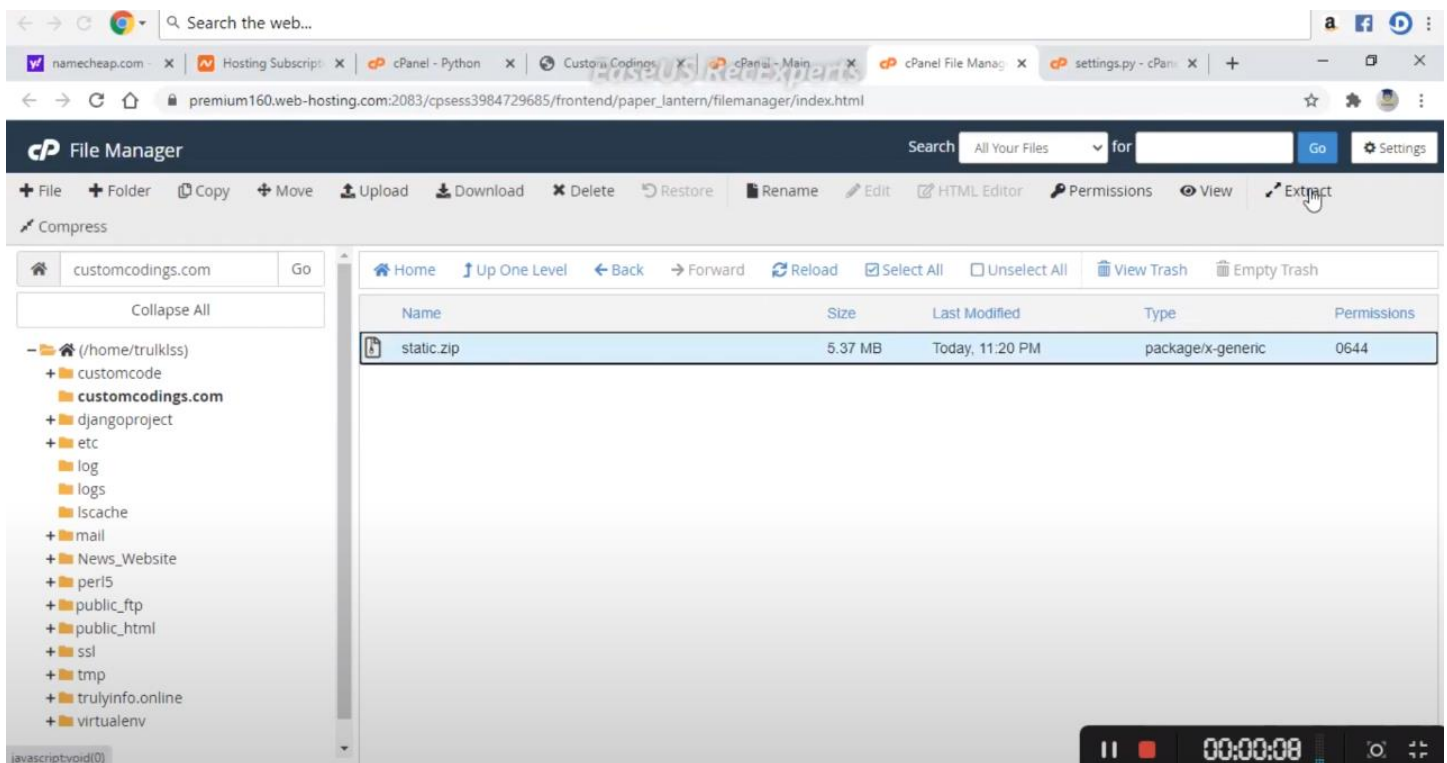 Search the web...
namecheap.com
Hosting Subscript
cPanel - Python
Custom Codings
cPanel - Main
cPanel File Manag
settings.py - cPan
EaseUS RecExperts
premium160.web-hosting.com:2083/cpsess3984729685/frontend/paper_lantern/filemanager/index.html
cP File Manager
Search All Your Files for Go Settings
File Folder Copy Move Upload Download Delete Restore Rename Edit HTML Editor Permissions View Extract
Compress
customcodings.com Go
Home Up One Level Back Forward Reload Select All Unselect All View Trash Empty Trash
Collapse All
Name Size Last Modified Type Permissions
static.zip 5.37 MB Today, 11:20 PM package/x-generic 0644
(/home/trulklss)
customcode
customcodings.com
djangoproject
etc
log
logs
lscache
mail
News_Website
perl5
public_ftp
public_html
ssl
tmp
trulyinfo.online
virtualenv
javascript:void(0)
00:00:08